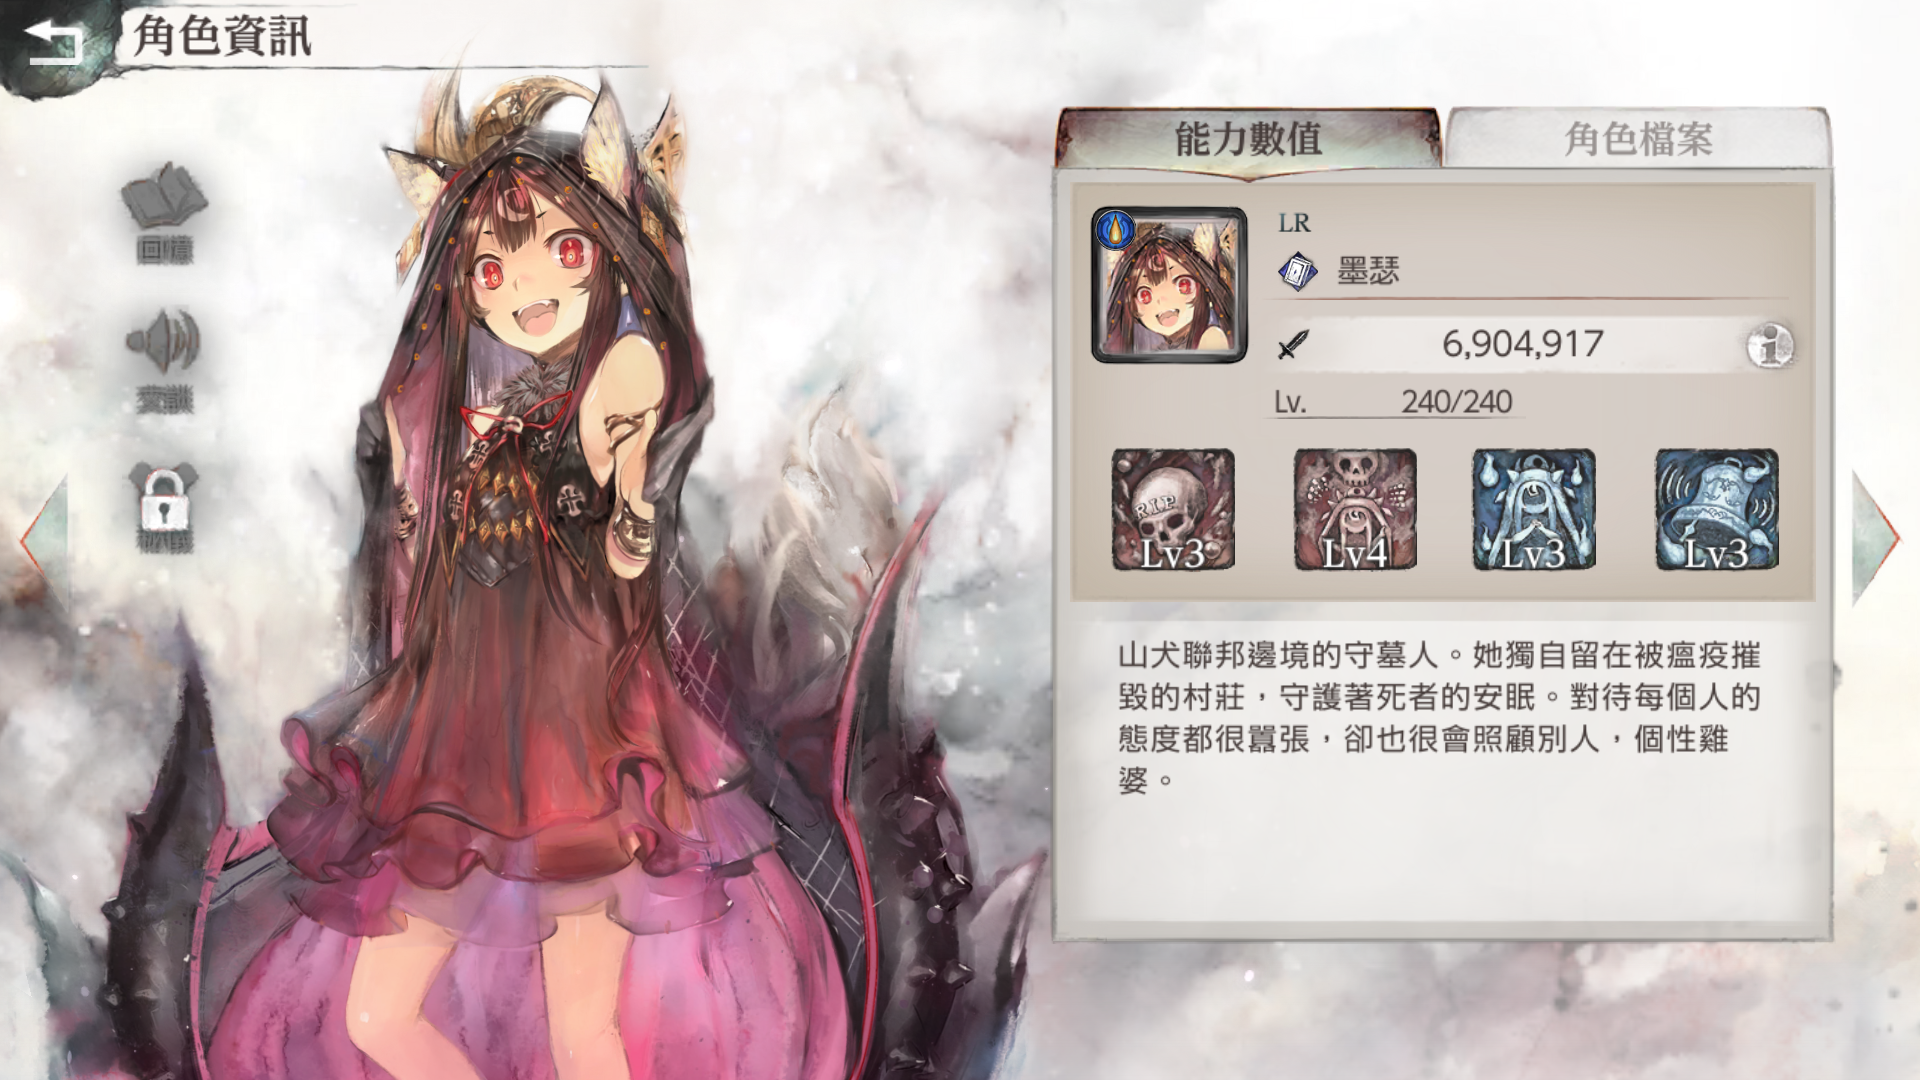 角色資訊
回憶
交談
能力數值
角色檔案
LR
墨瑟
6,904,917
Lv. 240/240
RIP
Lv3
Lv4
Lv3
Lv3
山犬聯邦邊境的守墓人。她獨自留在被瘟疫摧
毀的村莊，守護著死者的安眠。對待每個人的
態度都很囂張，卻也很會照顧別人，個性雞
婆。